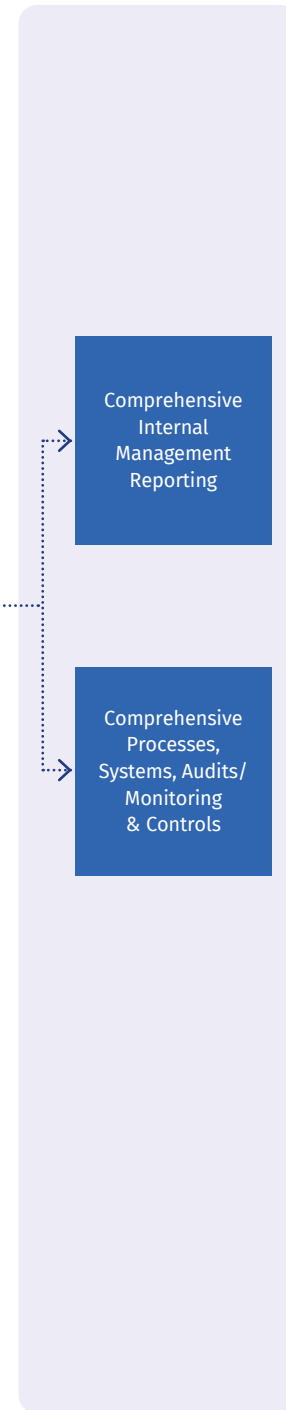 Comprehensive
Internal
Management
Reporting
Comprehensive
Processes,
Systems, Audits/
Monitoring
& Controls